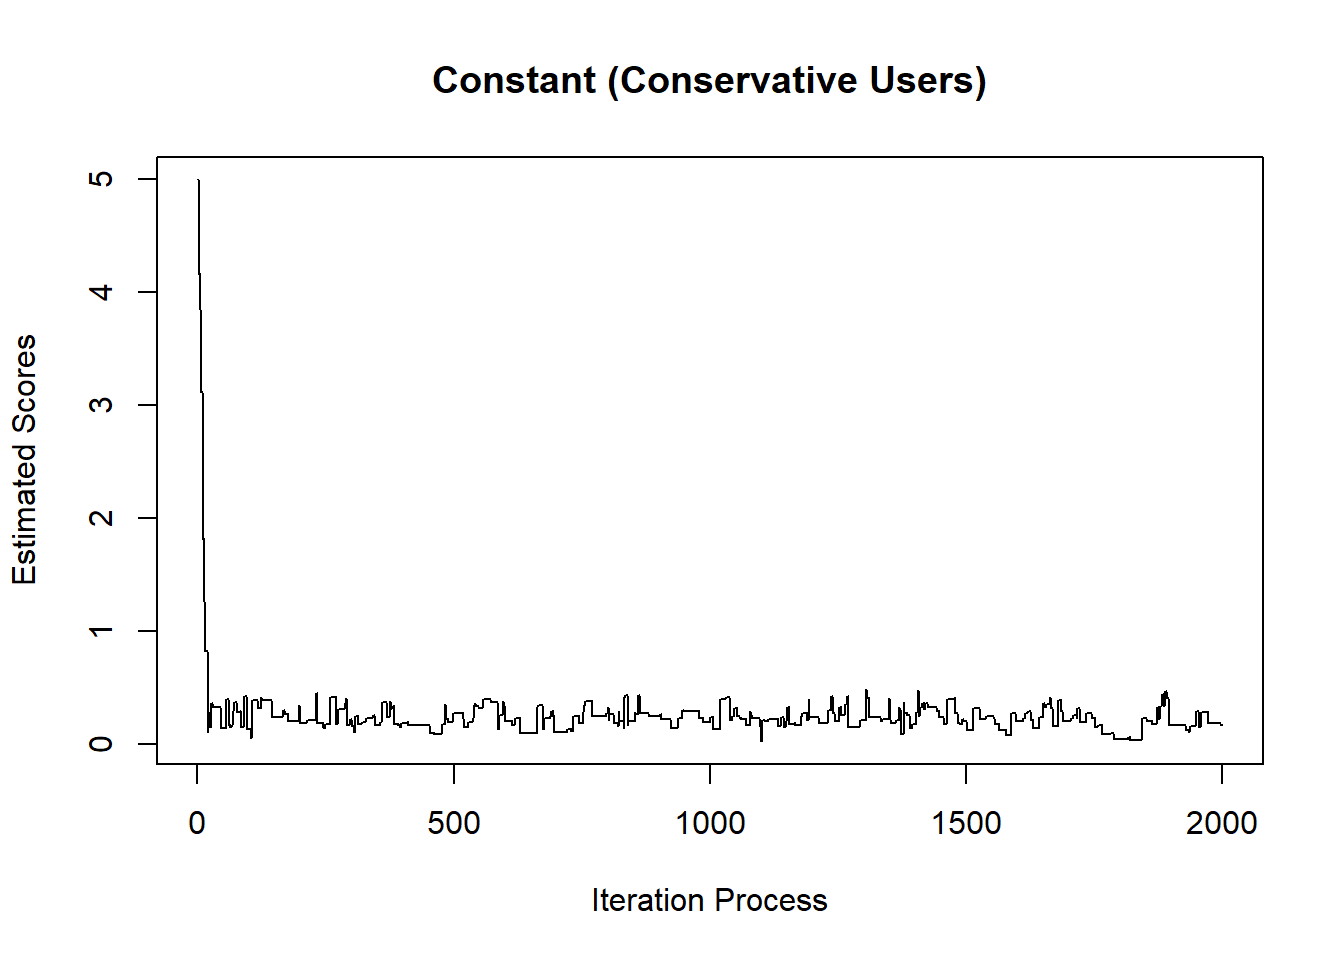 Constant (Conservative Users)
Estimated Scores
5
4
3
2
1
0
0 500 1000 1500 2000
Iteration Process